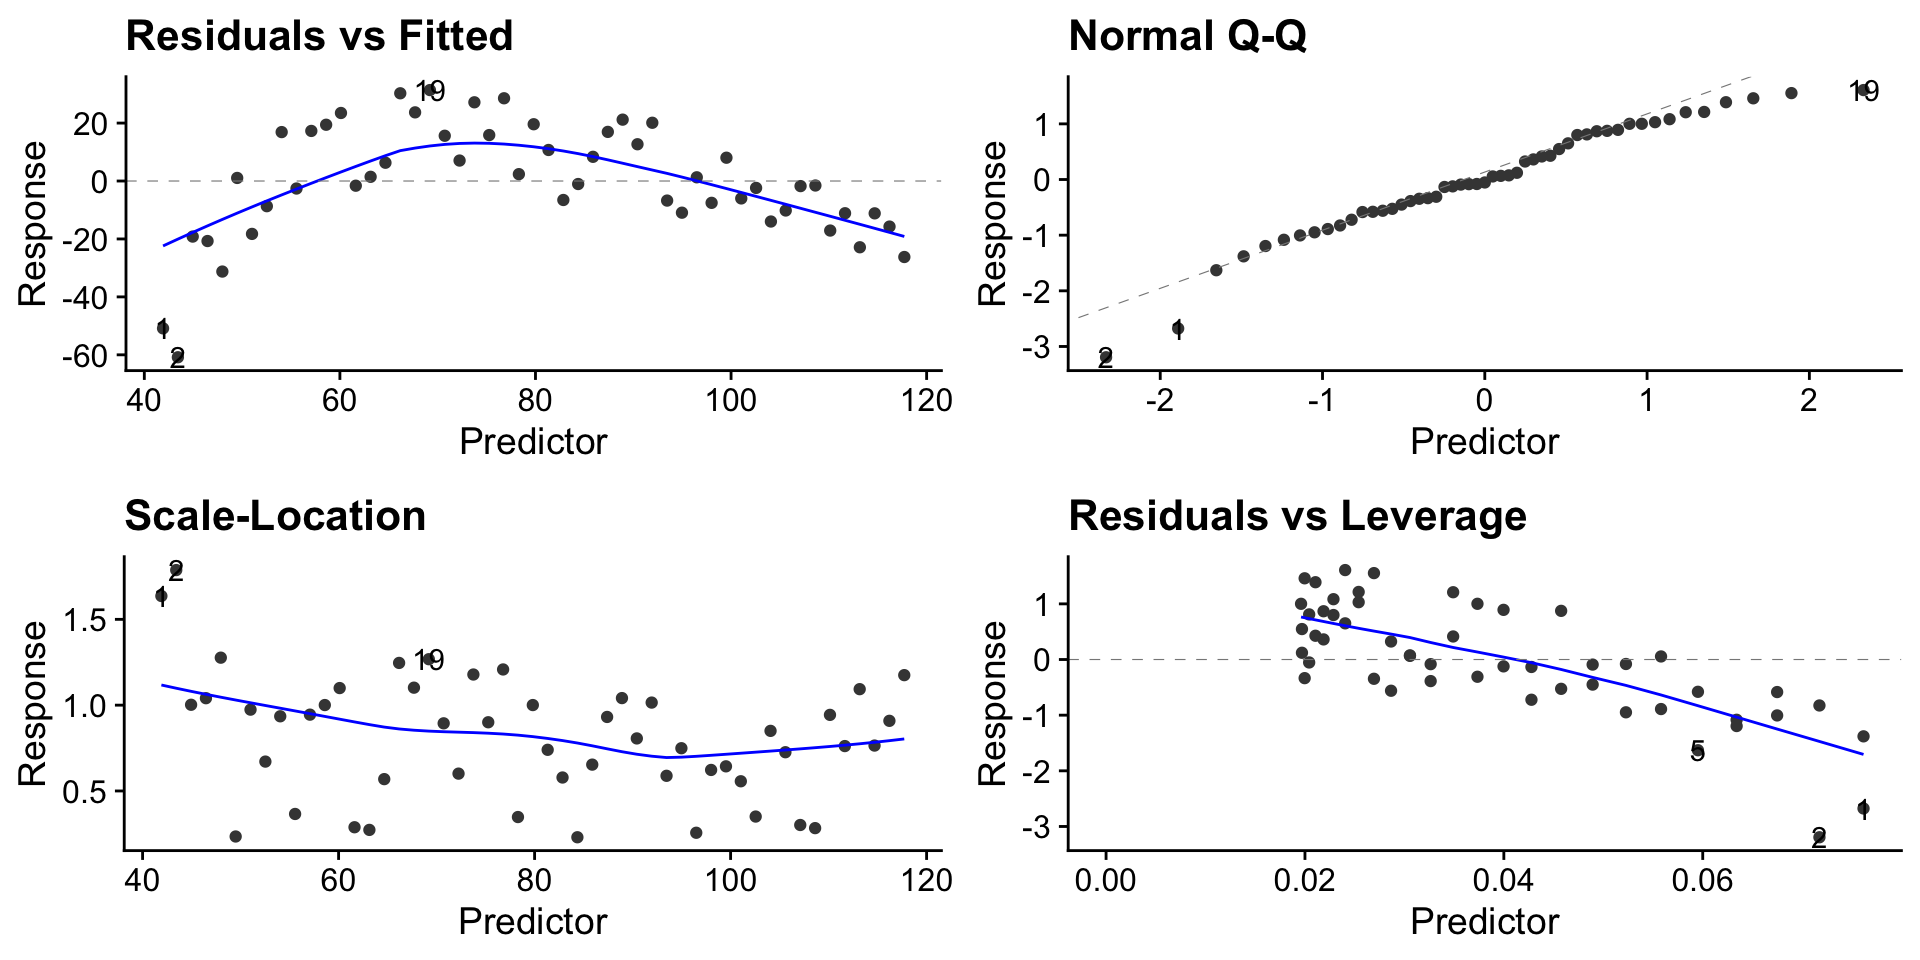 Residuals vs Fitted
20
0
-20
-40
-60
19
1
2
40 60 80 100 120
Response
Predictor
Normal Q-Q
1
0
-1
-2
-3
19
1
2
-2 -1 0 1 2
Response
Predictor
Scale-Location
1.5
1.0
0.5
2
1
19
40 60 80 100 120
Response
Predictor
Residuals vs Leverage
1
0
-1
-2
-3
5
1
2
0.00 0.02 0.04 0.06
Response
Predictor